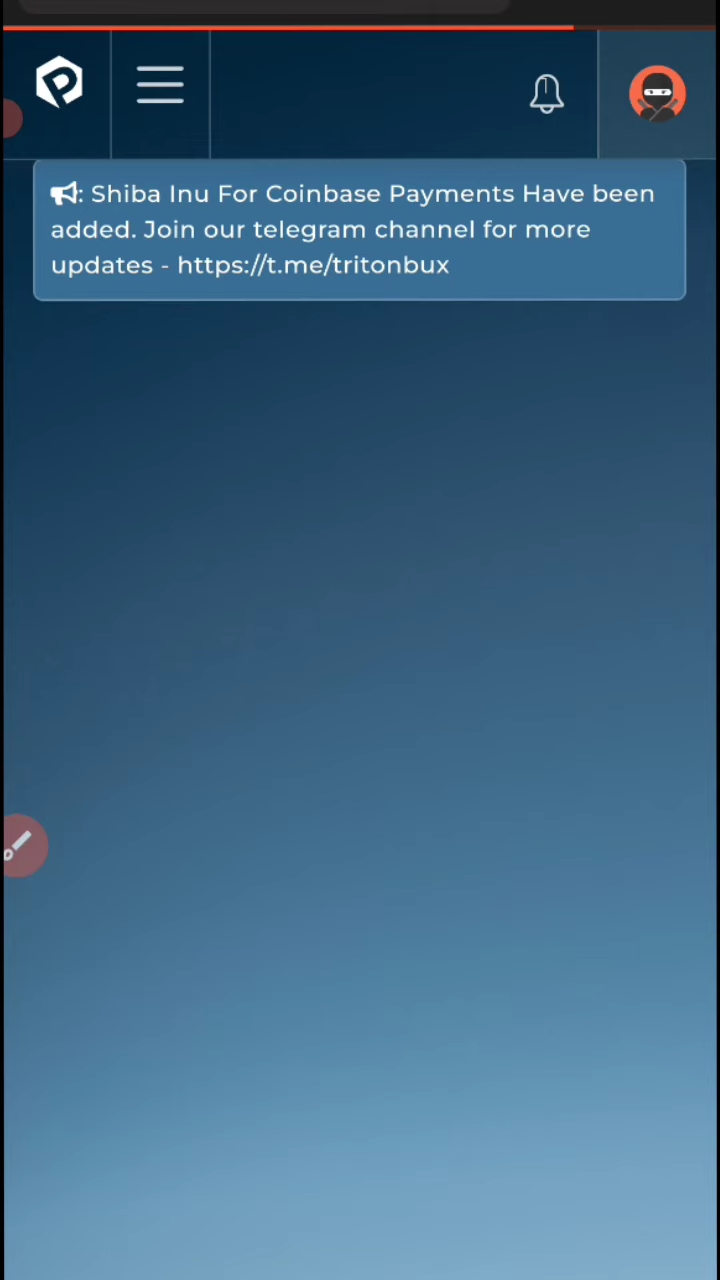 : Shiba Inu For Coinbase Payments Have been
added. Join our telegram channel for more
updates - https://t.me/tritonbux